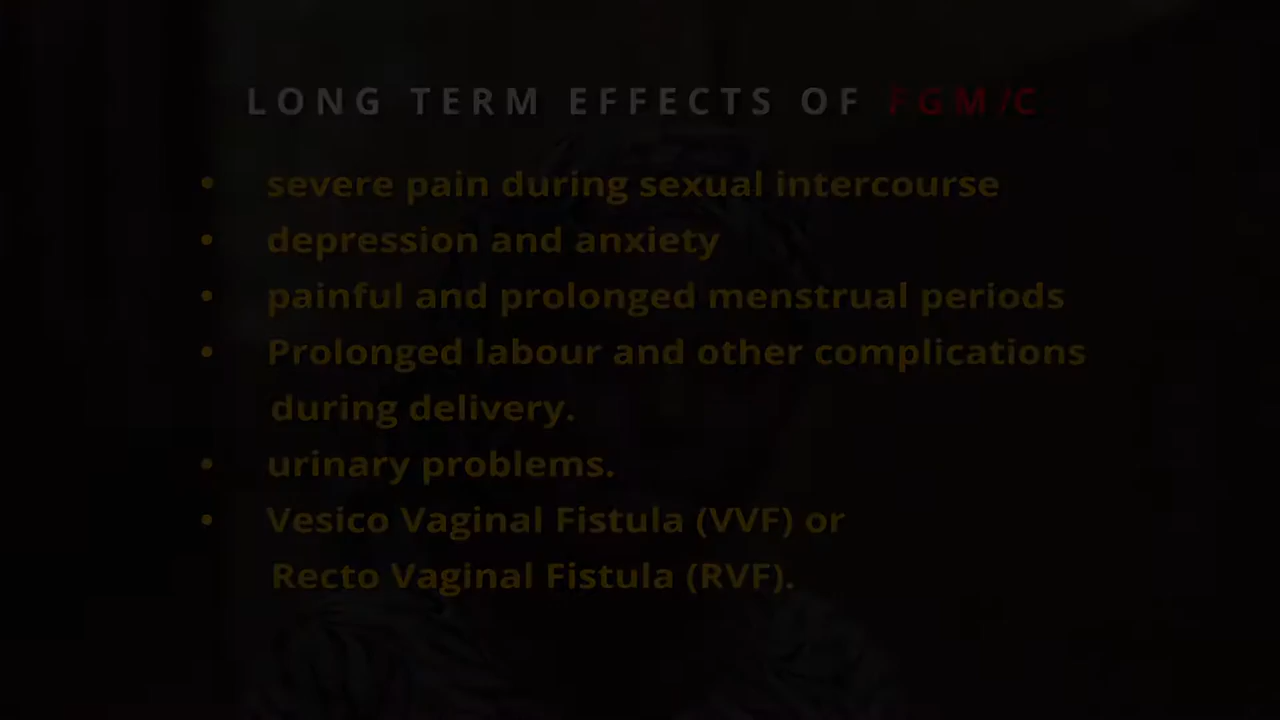 LONG TERM EFFECTS OF FGM/C
• severe pain during sexual intercourse
• depression and anxiety
• painful and prolonged menstrual periods
• Prolonged labour and other complications
during delivery.
• urinary problems.
• Vesico Vaginal Fistula (VVF) or
Recto Vaginal Fistula (RVF).